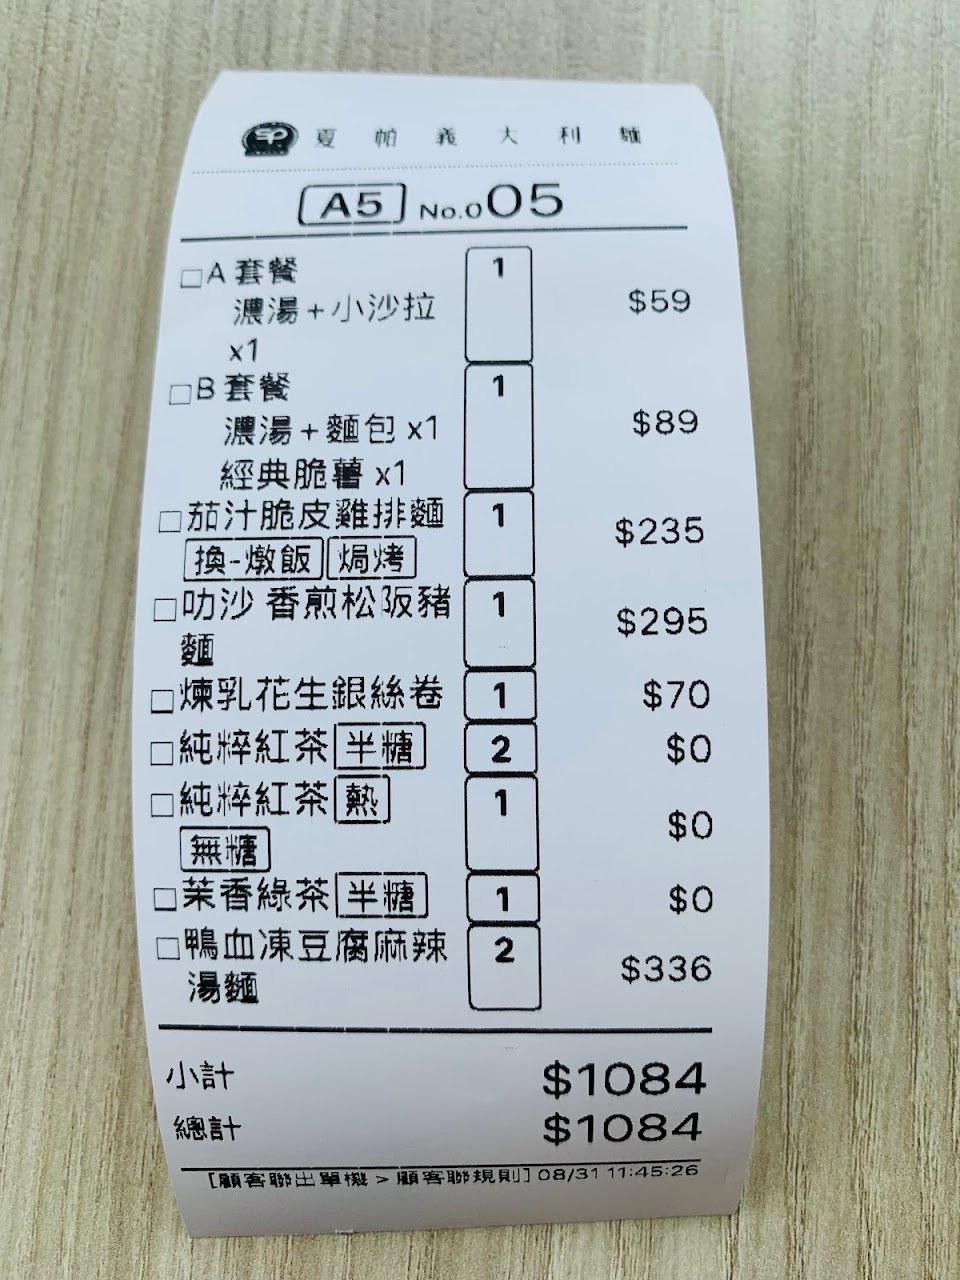 SP 夏帕義大利麵
A5 No.005
□A 套餐 1 $59
濃湯+小沙拉
x1
□B 套餐 1 $89
濃湯+麵包 x1
經典脆薯 x1
□茄汁脆皮雞排麵 1 $235
換-燉飯 焗烤
□叻沙 香煎松阪豬 1 $295
麵
□煉乳花生銀絲卷 1 $70
□純粹紅茶 半糖 2 $0
□純粹紅茶 熱 1 $0
無糖
□茉香綠茶 半糖 1 $0
□鴨血凍豆腐麻辣 2 $336
湯麵
小計 $1084
總計 $1084
[顧客聯出單機 > 顧客聯規則] 08/31 11:45:26